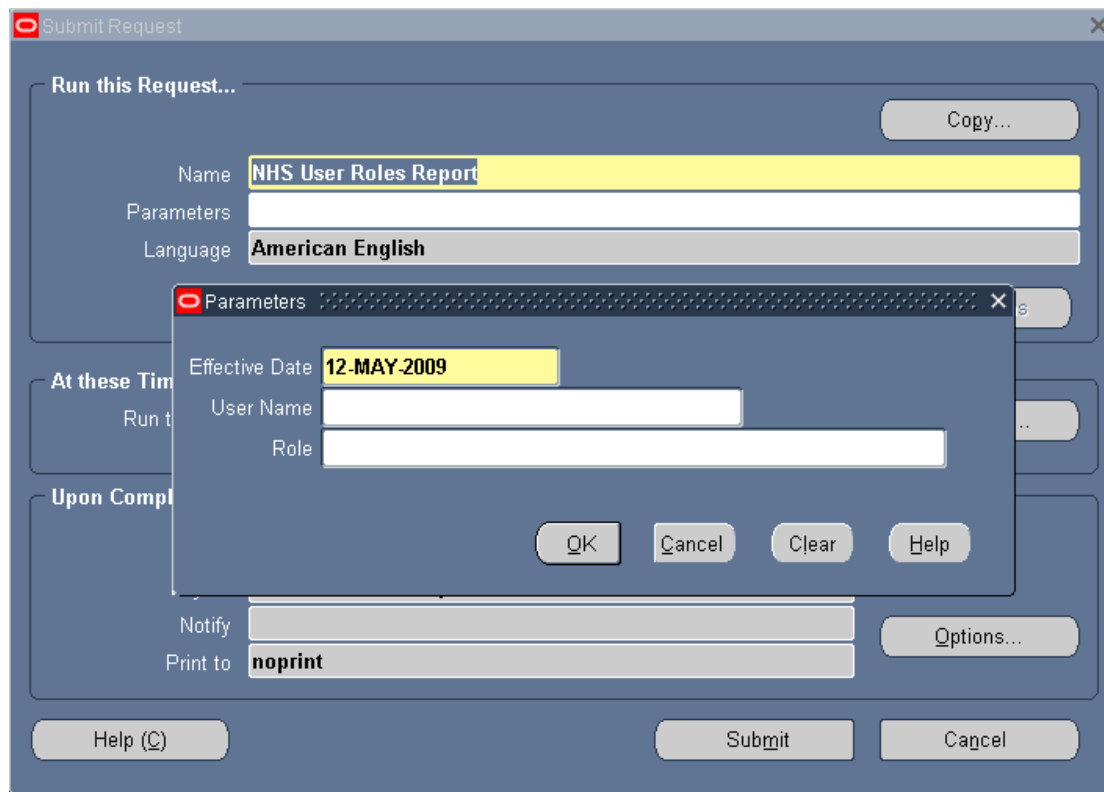 Submit Request
Run this Request...
Copy...
Name NHS User Roles Report
Parameters
Language American English
Parameters
Effective Date 12-MAY-2009
User Name
Role
OK Cancel Clear Help
At these Tim
Run t
..
Upon Compl
Notify
Options...
Print to noprint
Help (C) Submit Cancel